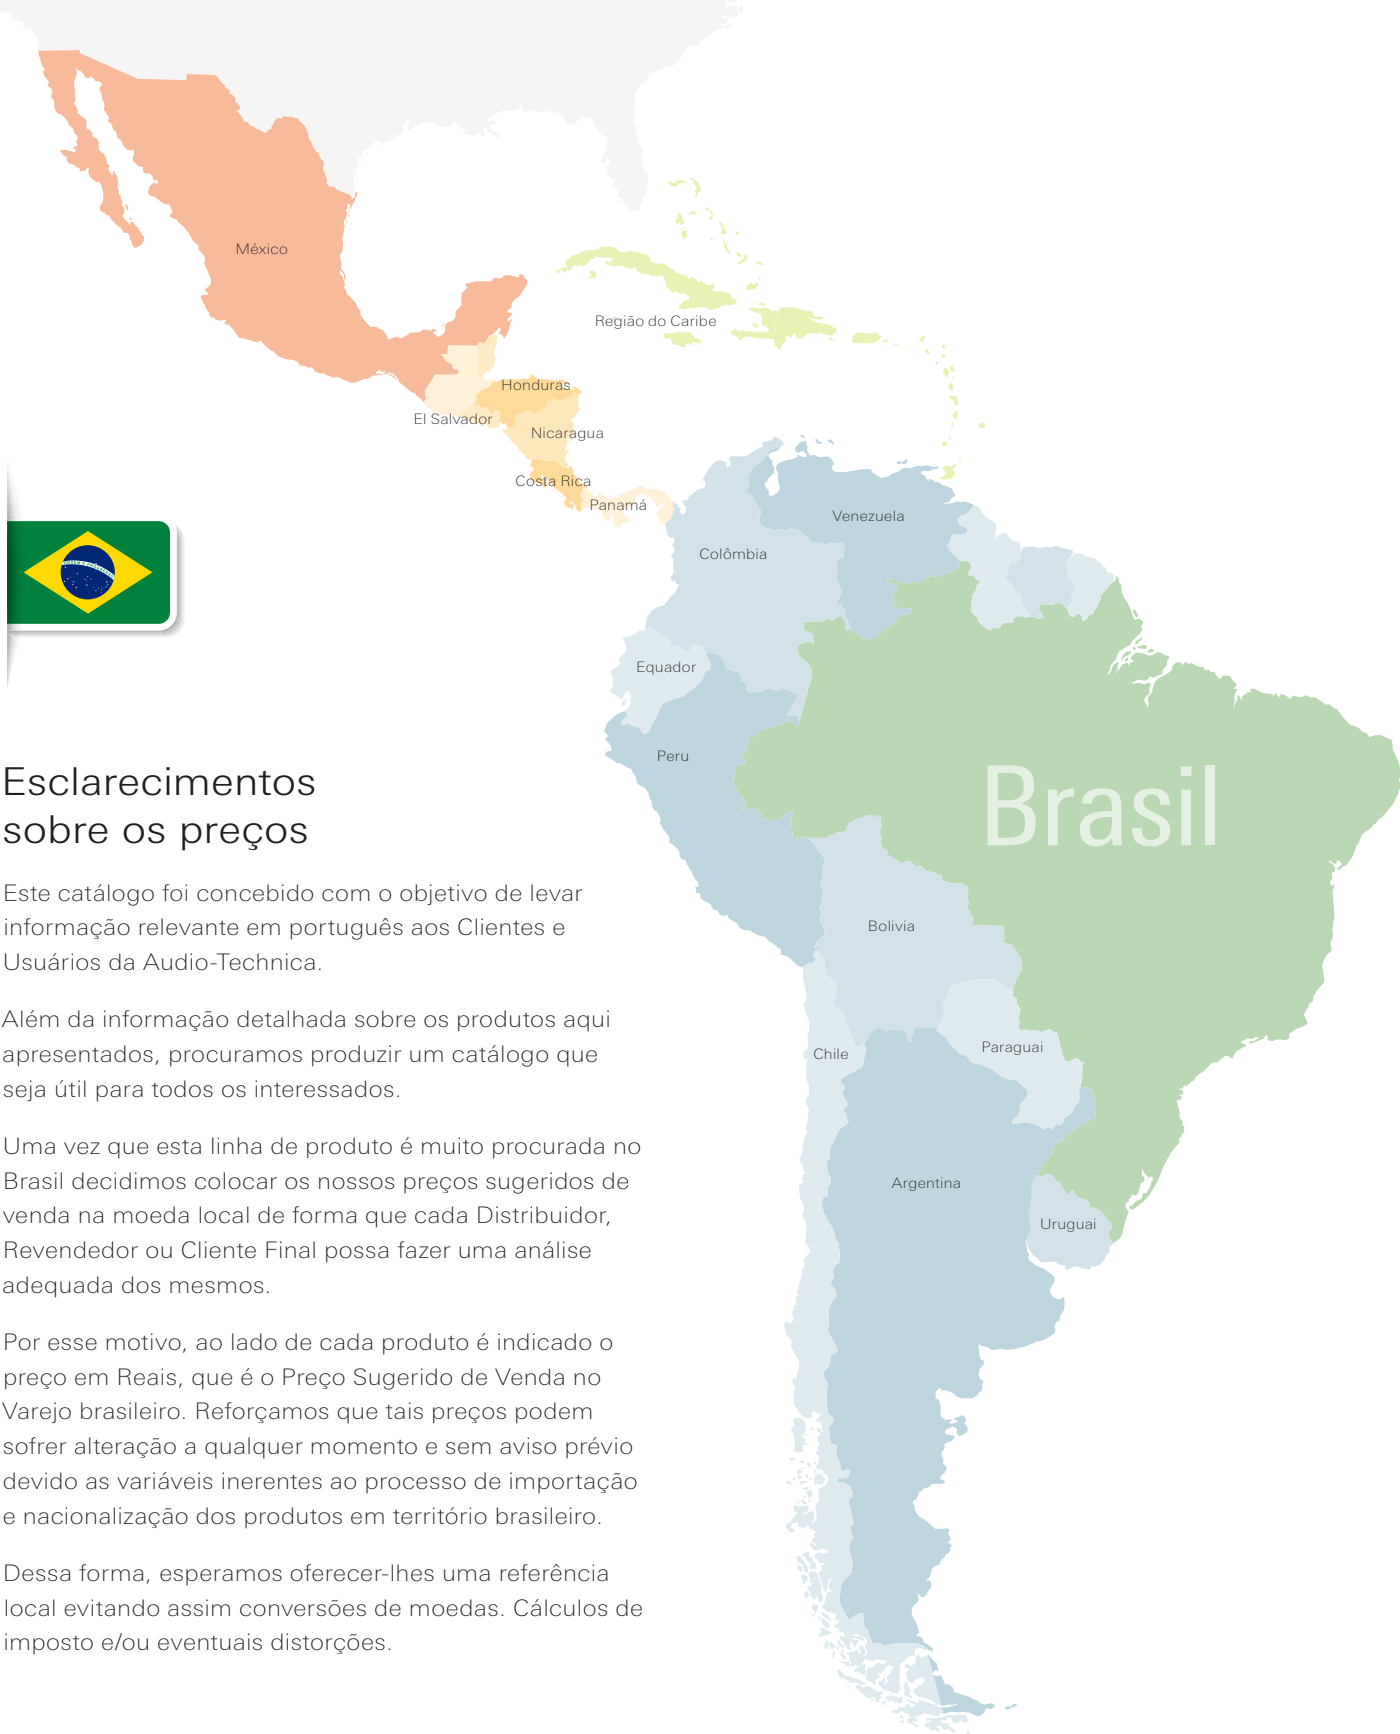 México
Região do Caribe
Honduras
El Salvador
Nicaragua
Costa Rica
Panamá
Venezuela
Colômbia
Equador
Peru
Brasil
Bolivia
Chile
Paraguai
Argentina
Uruguai
Esclarecimentos
sobre os preços
Este catálogo foi concebido com o objetivo de levar
informação relevante em português aos Clientes e
Usuários da Audio-Technica.
Além da informação detalhada sobre os produtos aqui
apresentados, procuramos produzir um catálogo que
seja útil para todos os interessados.
Uma vez que esta linha de produto é muito procurada no
Brasil decidimos colocar os nossos preços sugeridos de
venda na moeda local de forma que cada Distribuidor,
Revendedor ou Cliente Final possa fazer uma análise
adequada dos mesmos.
Por esse motivo, ao lado de cada produto é indicado o
preço em Reais, que é o Preço Sugerido de Venda no
Varejo brasileiro. Reforçamos que tais preços podem
sofrer alteração a qualquer momento e sem aviso prévio
devido as variáveis inerentes ao processo de importação
e nacionalização dos produtos em território brasileiro.
Dessa forma, esperamos oferecer-lhes uma referência
local evitando assim conversões de moedas. Cálculos de
imposto e/ou eventuais distorções.